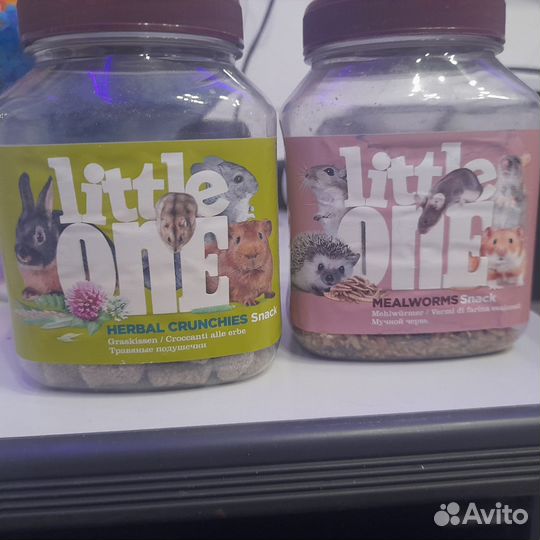 little
ONE
HERBAL CRUNCHIES Snack
Graskissen / Croccanti alle erbe
Травяные подушечки
little
ONE
MEALWORMS Snack
Mehlwürmer / Vermi di farina
Мучной червь
Avito